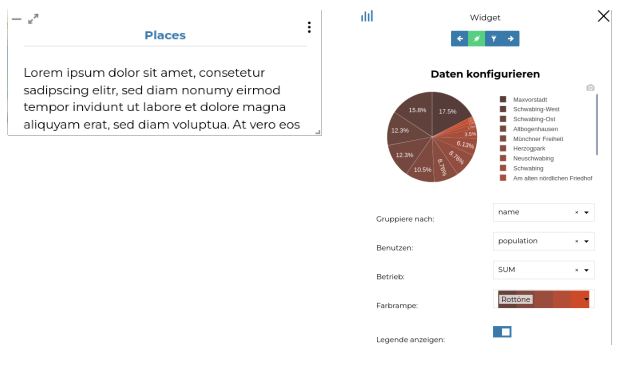 Places
Lorem ipsum dolor sit amet, consetetur
sadipscing elitr, sed diam nonumy eirmod
tempor invidunt ut labore et dolore magna
aliquyam erat, sed diam voluptua. At vero eos
Widget
Daten konfigurieren
15.8%
17.5%
12.3%
3.5%
6.13%
12.3%
8.76%
10.5%
8.76%
Maxvorstadt
Schwabing-West
Schwabing-Ost
Altbogenhausen
Münchner Freiheit
Herzogpark
Neuschwabing
Schwabing
Am alten nördlichen Friedhof
Gruppiere nach:
name
Benutzen:
population
Betrieb:
SUM
Farbrampe:
Rottöne
Legende anzeigen: